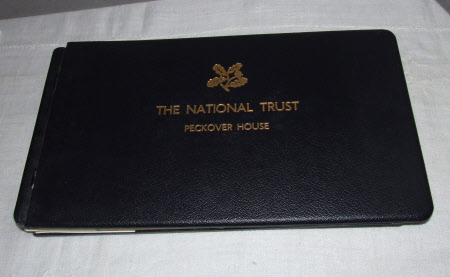 THE NATIONAL TRUST
PECKOVER HOUSE